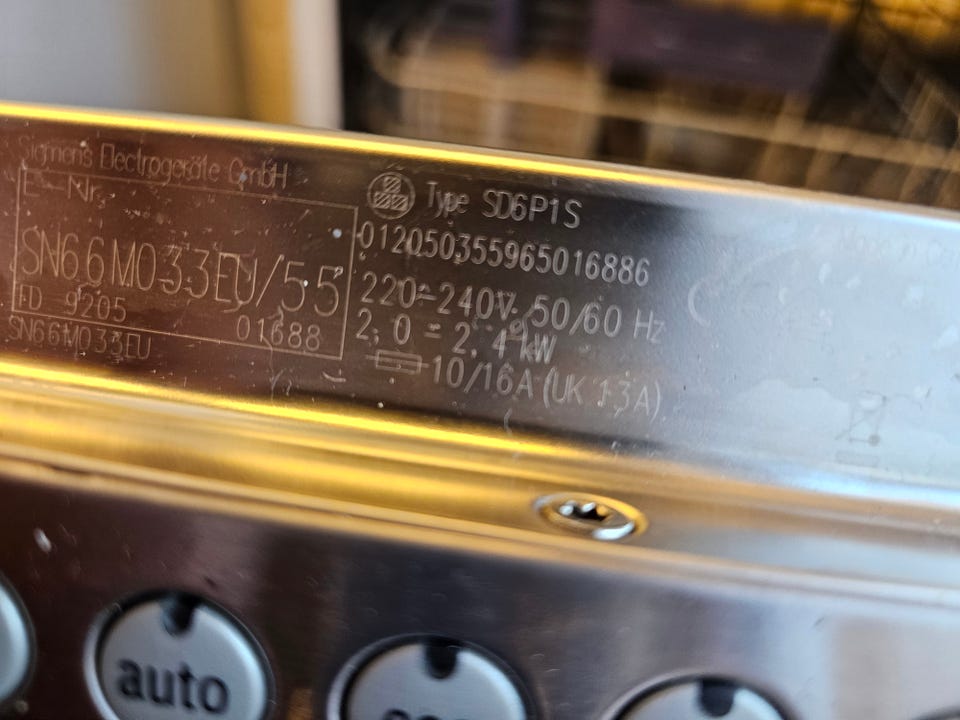 Siemens Electrogeräte GmbH
E - Nr.
SN66M033EU/55
FD 9205 01688
SN66M033EU
Type SD6P1S
012050355965016886
220-240V 50/60 Hz
2,0 - 2,4 kW
10/16A (UK 13A)
auto